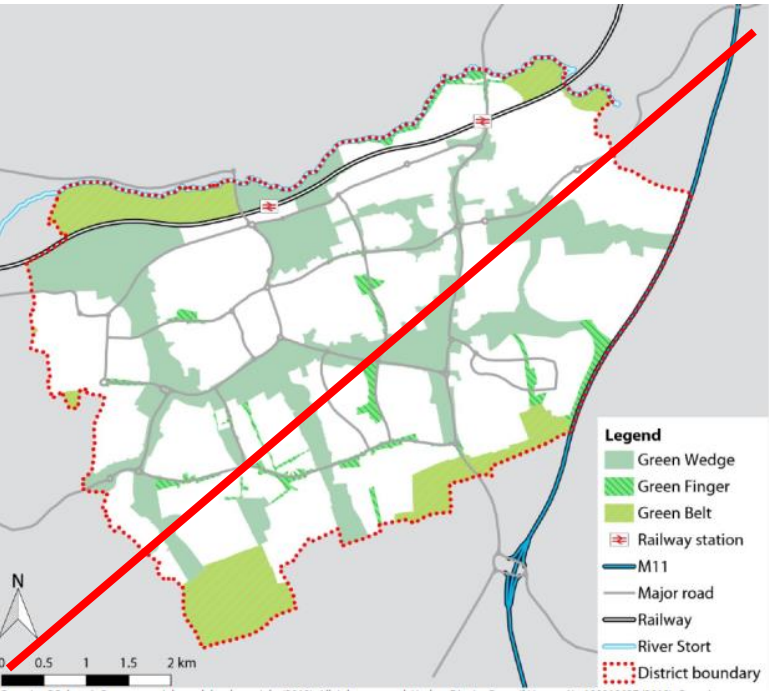 Legend
Green Wedge
Green Finger
Green Belt
Railway station
M11
Major road
Railway
River Stort
District boundary
N
0 0.5 1 1.5 2 km